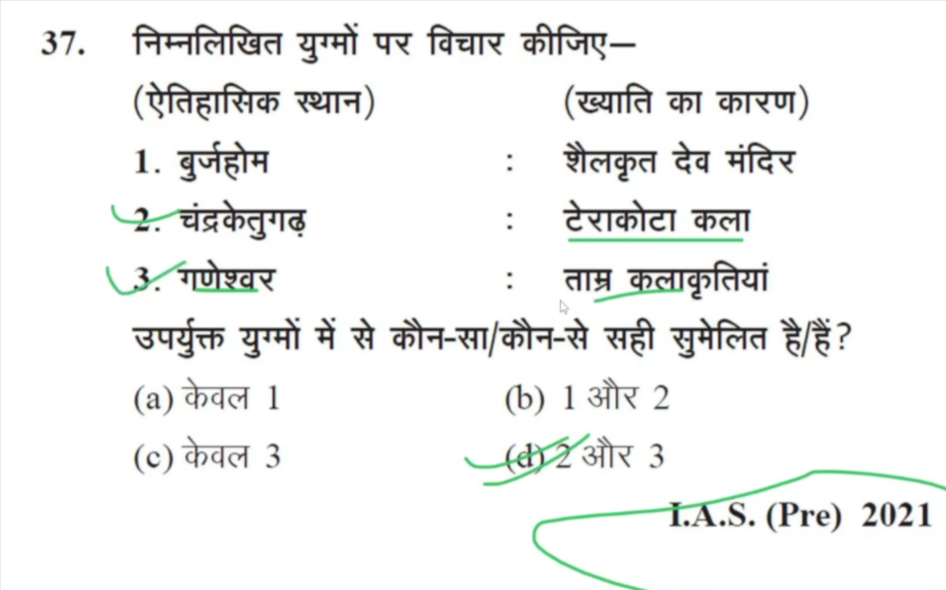 37. निम्नलिखित युग्मों पर विचार कीजिए—
(ऐतिहासिक स्थान) (ख्याति का कारण)
1. बुर्जहोम : शैलकृत देव मंदिर
2. चंद्रकेतुगढ़ : टेराकोटा कला
3. गणेश्वर : ताम्र कलाकृतियां
उपर्युक्त युग्मों में से कौन-सा/कौन-से सही सुमेलित है/हैं?
(a) केवल 1 (b) 1 और 2
(c) केवल 3 (d) 2 और 3
I.A.S. (Pre) 2021